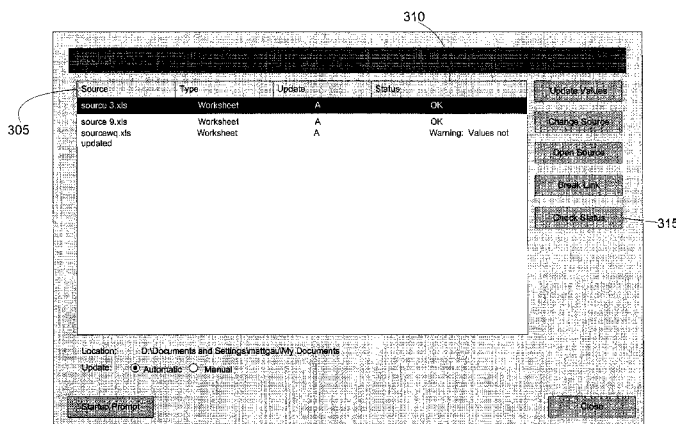 310
Source Type Update Status
305
source 3.xls Worksheet A OK
source 9.xls Worksheet A OK
sourcewq.xls Worksheet A Warning: Values not
updated
Update Values
Change Source
Open Source
Break Link
Check Status
315
Location: D:\Documents and Settings\mattgau\My Documents
Update: Automatic Manual
Startup Prompt
Close